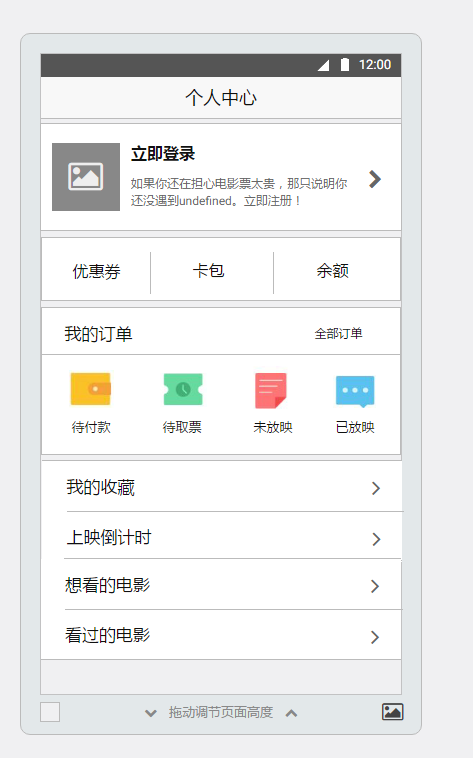 12:00
个人中心
立即登录
如果你还在担心电影票太贵，那只说明你
还没遇到undefined。立即注册！
优惠券 卡包 余额
我的订单 全部订单
待付款 待取票 未放映 已放映
我的收藏
上映倒计时
想看的电影
看过的电影
拖动调节页面高度